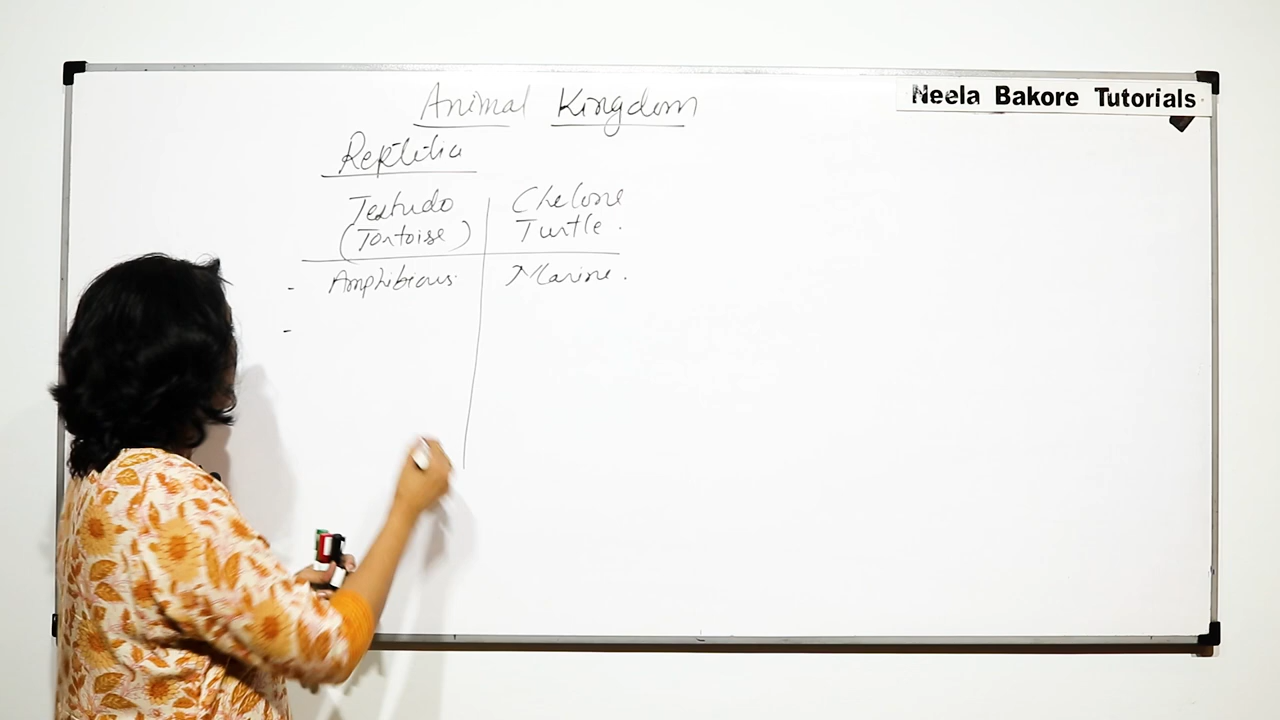 Neela Bakore Tutorials
Animal Kingdom
Reptilia
Testudo | Chelone
(Tortoise) | Turtle.
- Amphibious. | Marine.
-